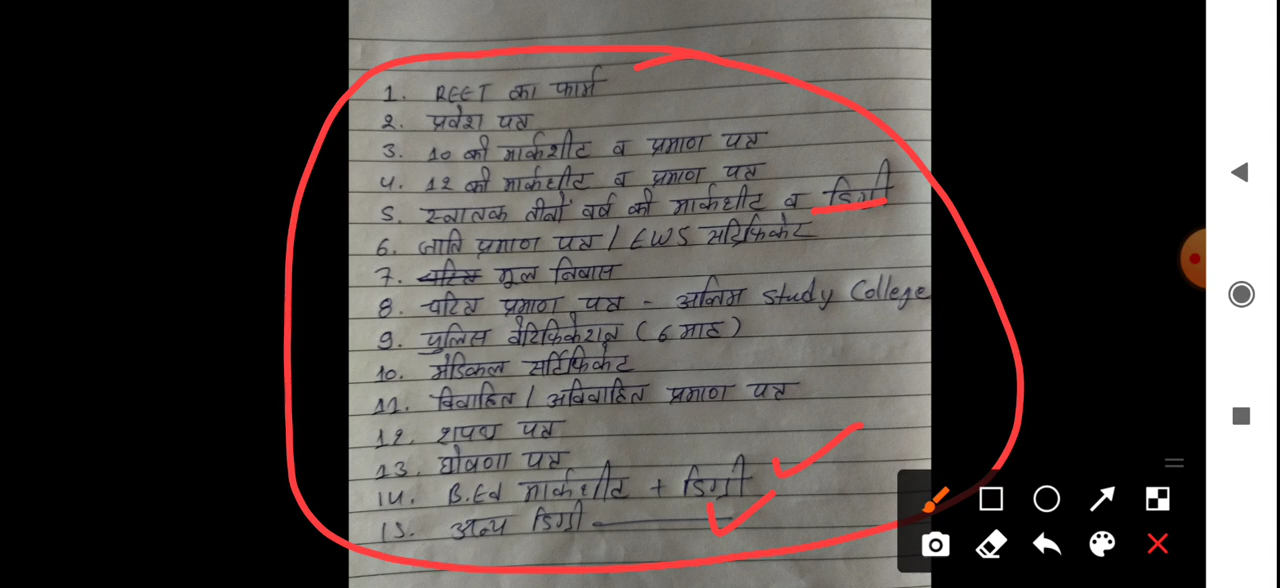 1. REET का फार्म
2. प्रवेश पत्र
3. 10 की मार्कशीट व प्रमाण पत्र
4. 12 की मार्कशीट व प्रमाण पत्र
5. स्नातक तीनों वर्ष की मार्कशीट व डिग्री
6. जाति प्रमाण पत्र / EWS सर्टिफिकेट
7. चरित्र मूल निवास
8. चरित्र प्रमाण पत्र - अन्तिम study College
9. पुलिस वेरिफिकेशन (6 माह)
10. मेडिकल सर्टिफिकेट
11. विवाहित / अविवाहित प्रमाण पत्र
12. शपथ पत्र
13. घोषणा पत्र
14. B.Ed मार्कशीट + डिग्री
15. अन्य डिग्री